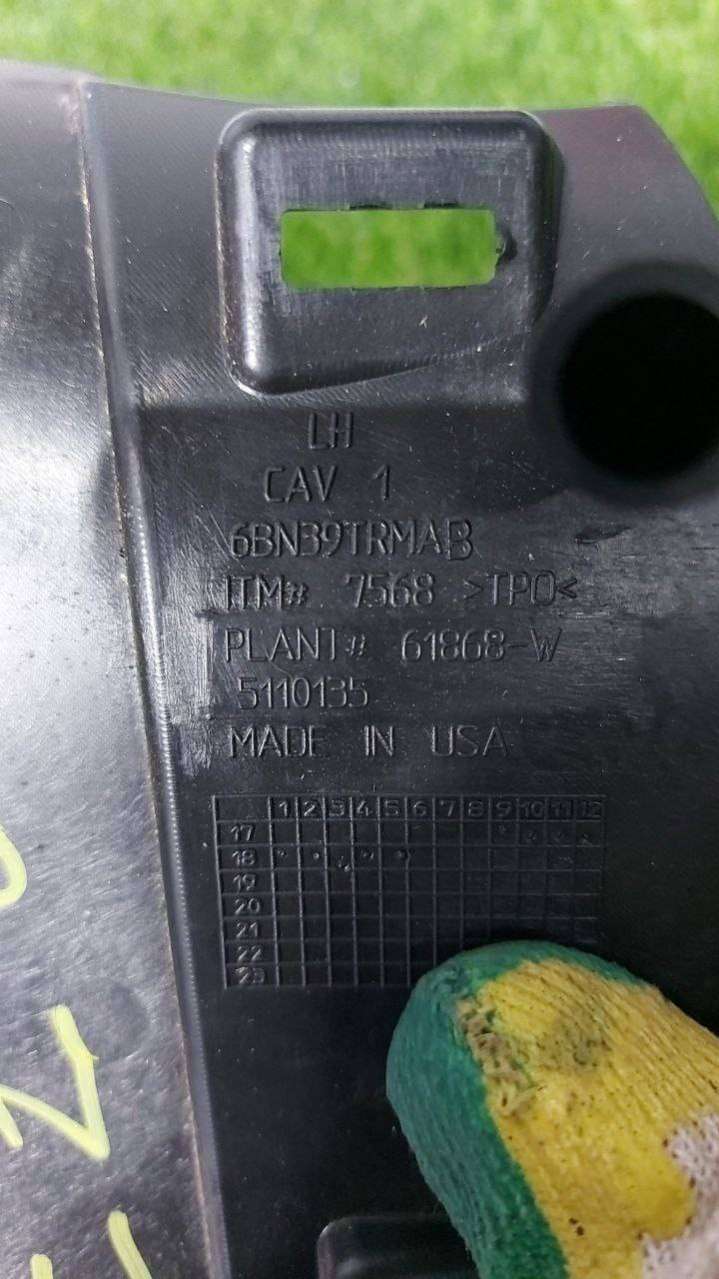 LH
CAV 1
6BN39TRMAB
ITM# 7568 >TPO<
PLANT# 61868-W
5110135
MADE IN USA
1 2 3 4 5 6 7 8 9 10 11 12
17
18
19
20
21
22
23